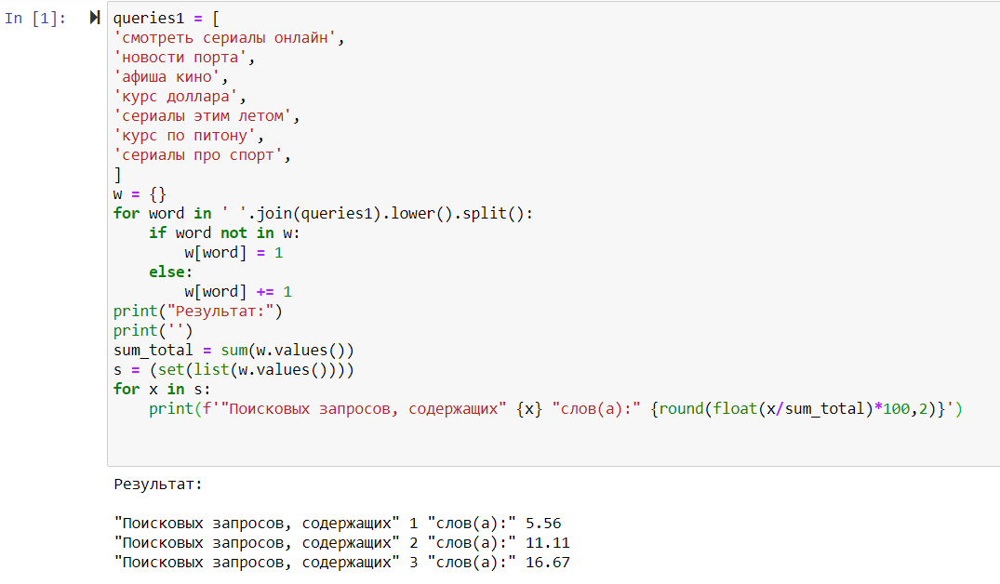 In [1]: queries1 = [
'смотреть сериалы онлайн',
'новости порта',
'афиша кино',
'курс доллара',
'сериалы этим летом',
'курс по питону',
'сериалы про спорт',
]
w = {}
for word in ' '.join(queries1).lower().split():
    if word not in w:
        w[word] = 1
    else:
        w[word] += 1
print("Результат:")
print('')
sum_total = sum(w.values())
s = (set(list(w.values())))
for x in s:
    print(f'"Поисковых запросов, содержащих" {x} "слов(а):" {round(float(x/sum_total)*100,2)}')
Результат:
"Поисковых запросов, содержащих" 1 "слов(а):" 5.56
"Поисковых запросов, содержащих" 2 "слов(а):" 11.11
"Поисковых запросов, содержащих" 3 "слов(а):" 16.67